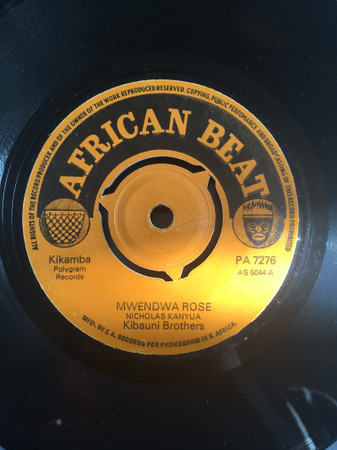 ALL RIGHTS OF THE RECORD PRODUCER AND OF THE OWNER OF THE WORK REPRODUCED RESERVED. COPYING, PUBLIC PERFORMANCE AND BROADCASTING OF THIS RECORD PROHIBITED
AFRICAN BEAT
Kikamba
Polygram
Records
PA 7276
AS 5044 A
MWENDWA ROSE
NICHOLAS KANYUA
Kibauni Brothers
MFD. BY E. A. RECORDS FOR PHONOGRAM IN E. AFRICA.